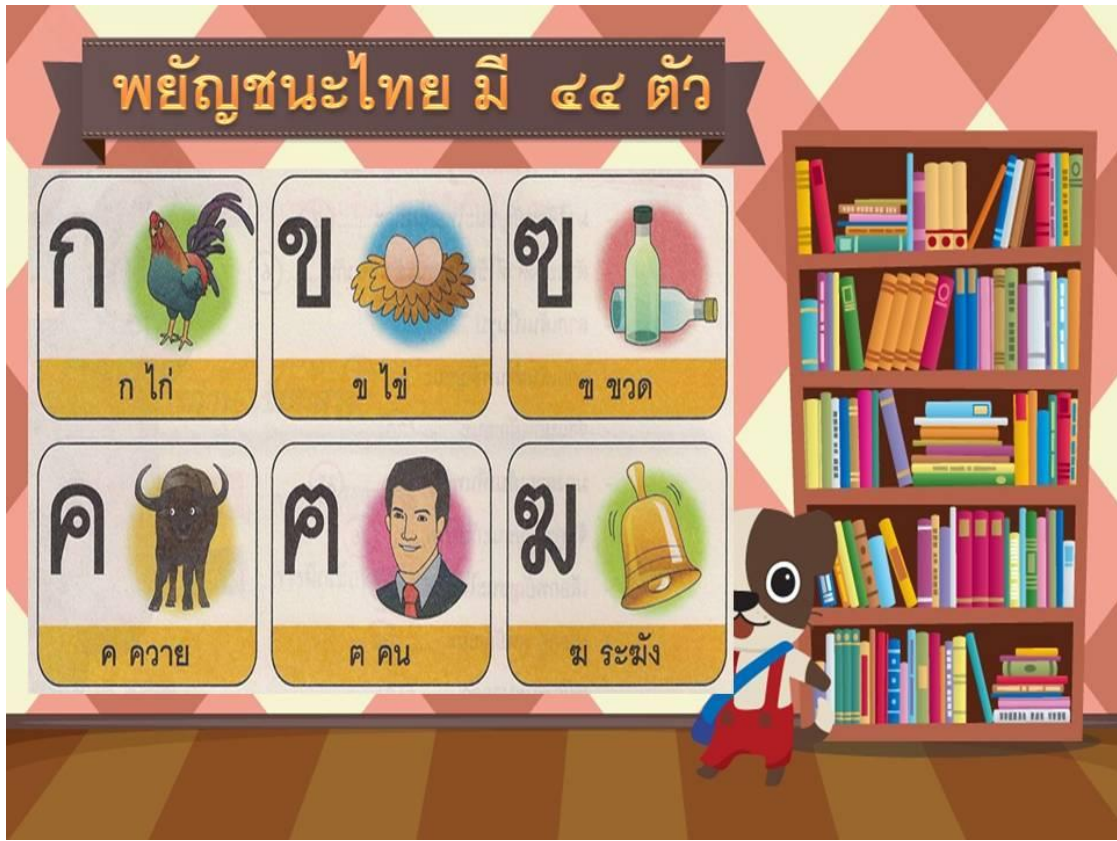 พยัญชนะไทย มี ๔๔ ตัว
ก ข ฃ
ก ไก่ ข ไข่ ฃ ขวด
ค ฅ ฆ
ค ควาย ฅ คน ฆ ระฆัง